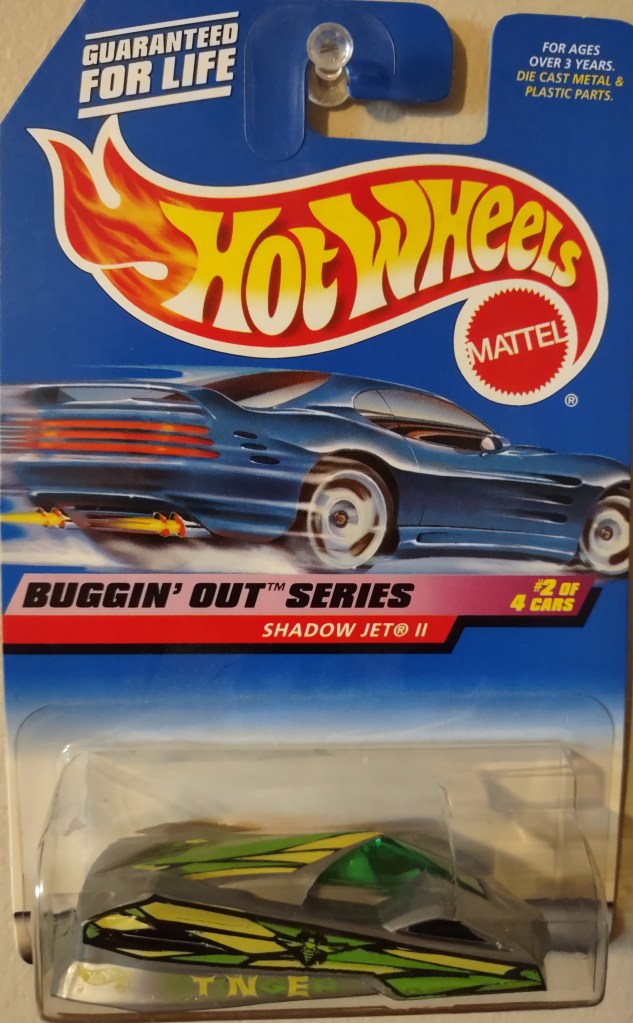 GUARANTEED
FOR LIFE
FOR AGES
OVER 3 YEARS.
DIE CAST METAL &
PLASTIC PARTS.
HOT WHEELS
MATTEL
®
BUGGIN' OUT™ SERIES
#2 OF
4 CARS
SHADOW JET® II
STINGER